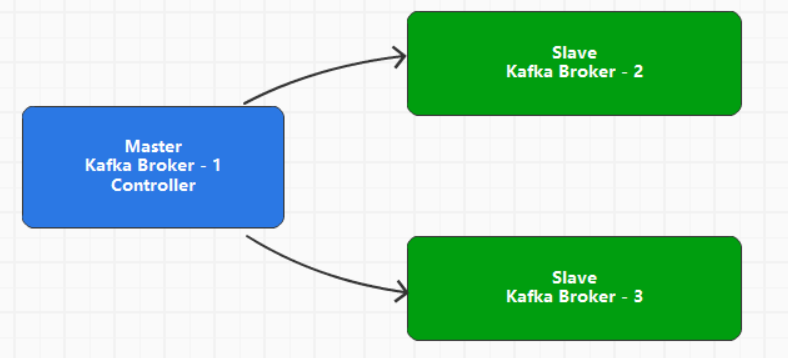 Master
Kafka Broker - 1
Controller
Slave
Kafka Broker - 2
Slave
Kafka Broker - 3